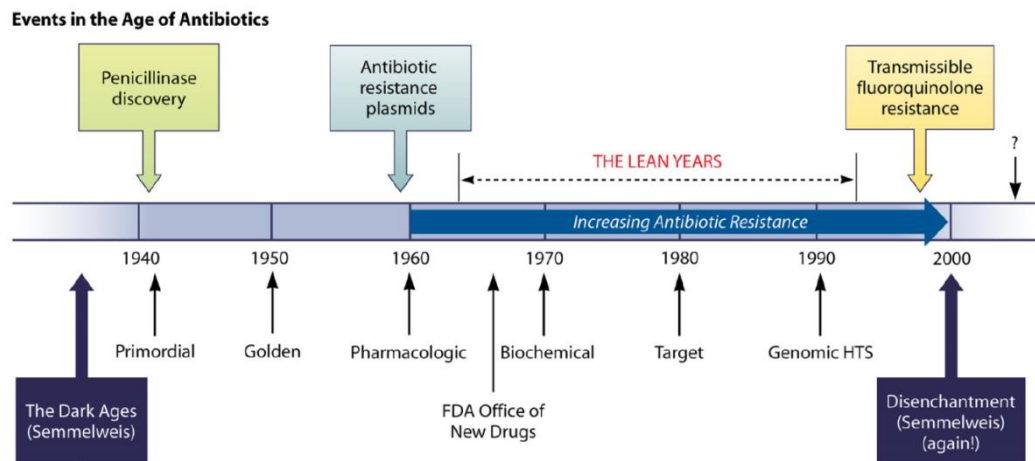 Events in the Age of Antibiotics
Penicillinase
discovery
Antibiotic
resistance
plasmids
Transmissible
fluoroquinolone
resistance
?
THE LEAN YEARS
Increasing Antibiotic Resistance
1940
1950
1960
1970
1980
1990
2000
Primordial
Golden
Pharmacologic
Biochemical
Target
Genomic HTS
The Dark Ages
(Semmelweis)
FDA Office of
New Drugs
Disenchantment
(Semmelweis)
(again!)